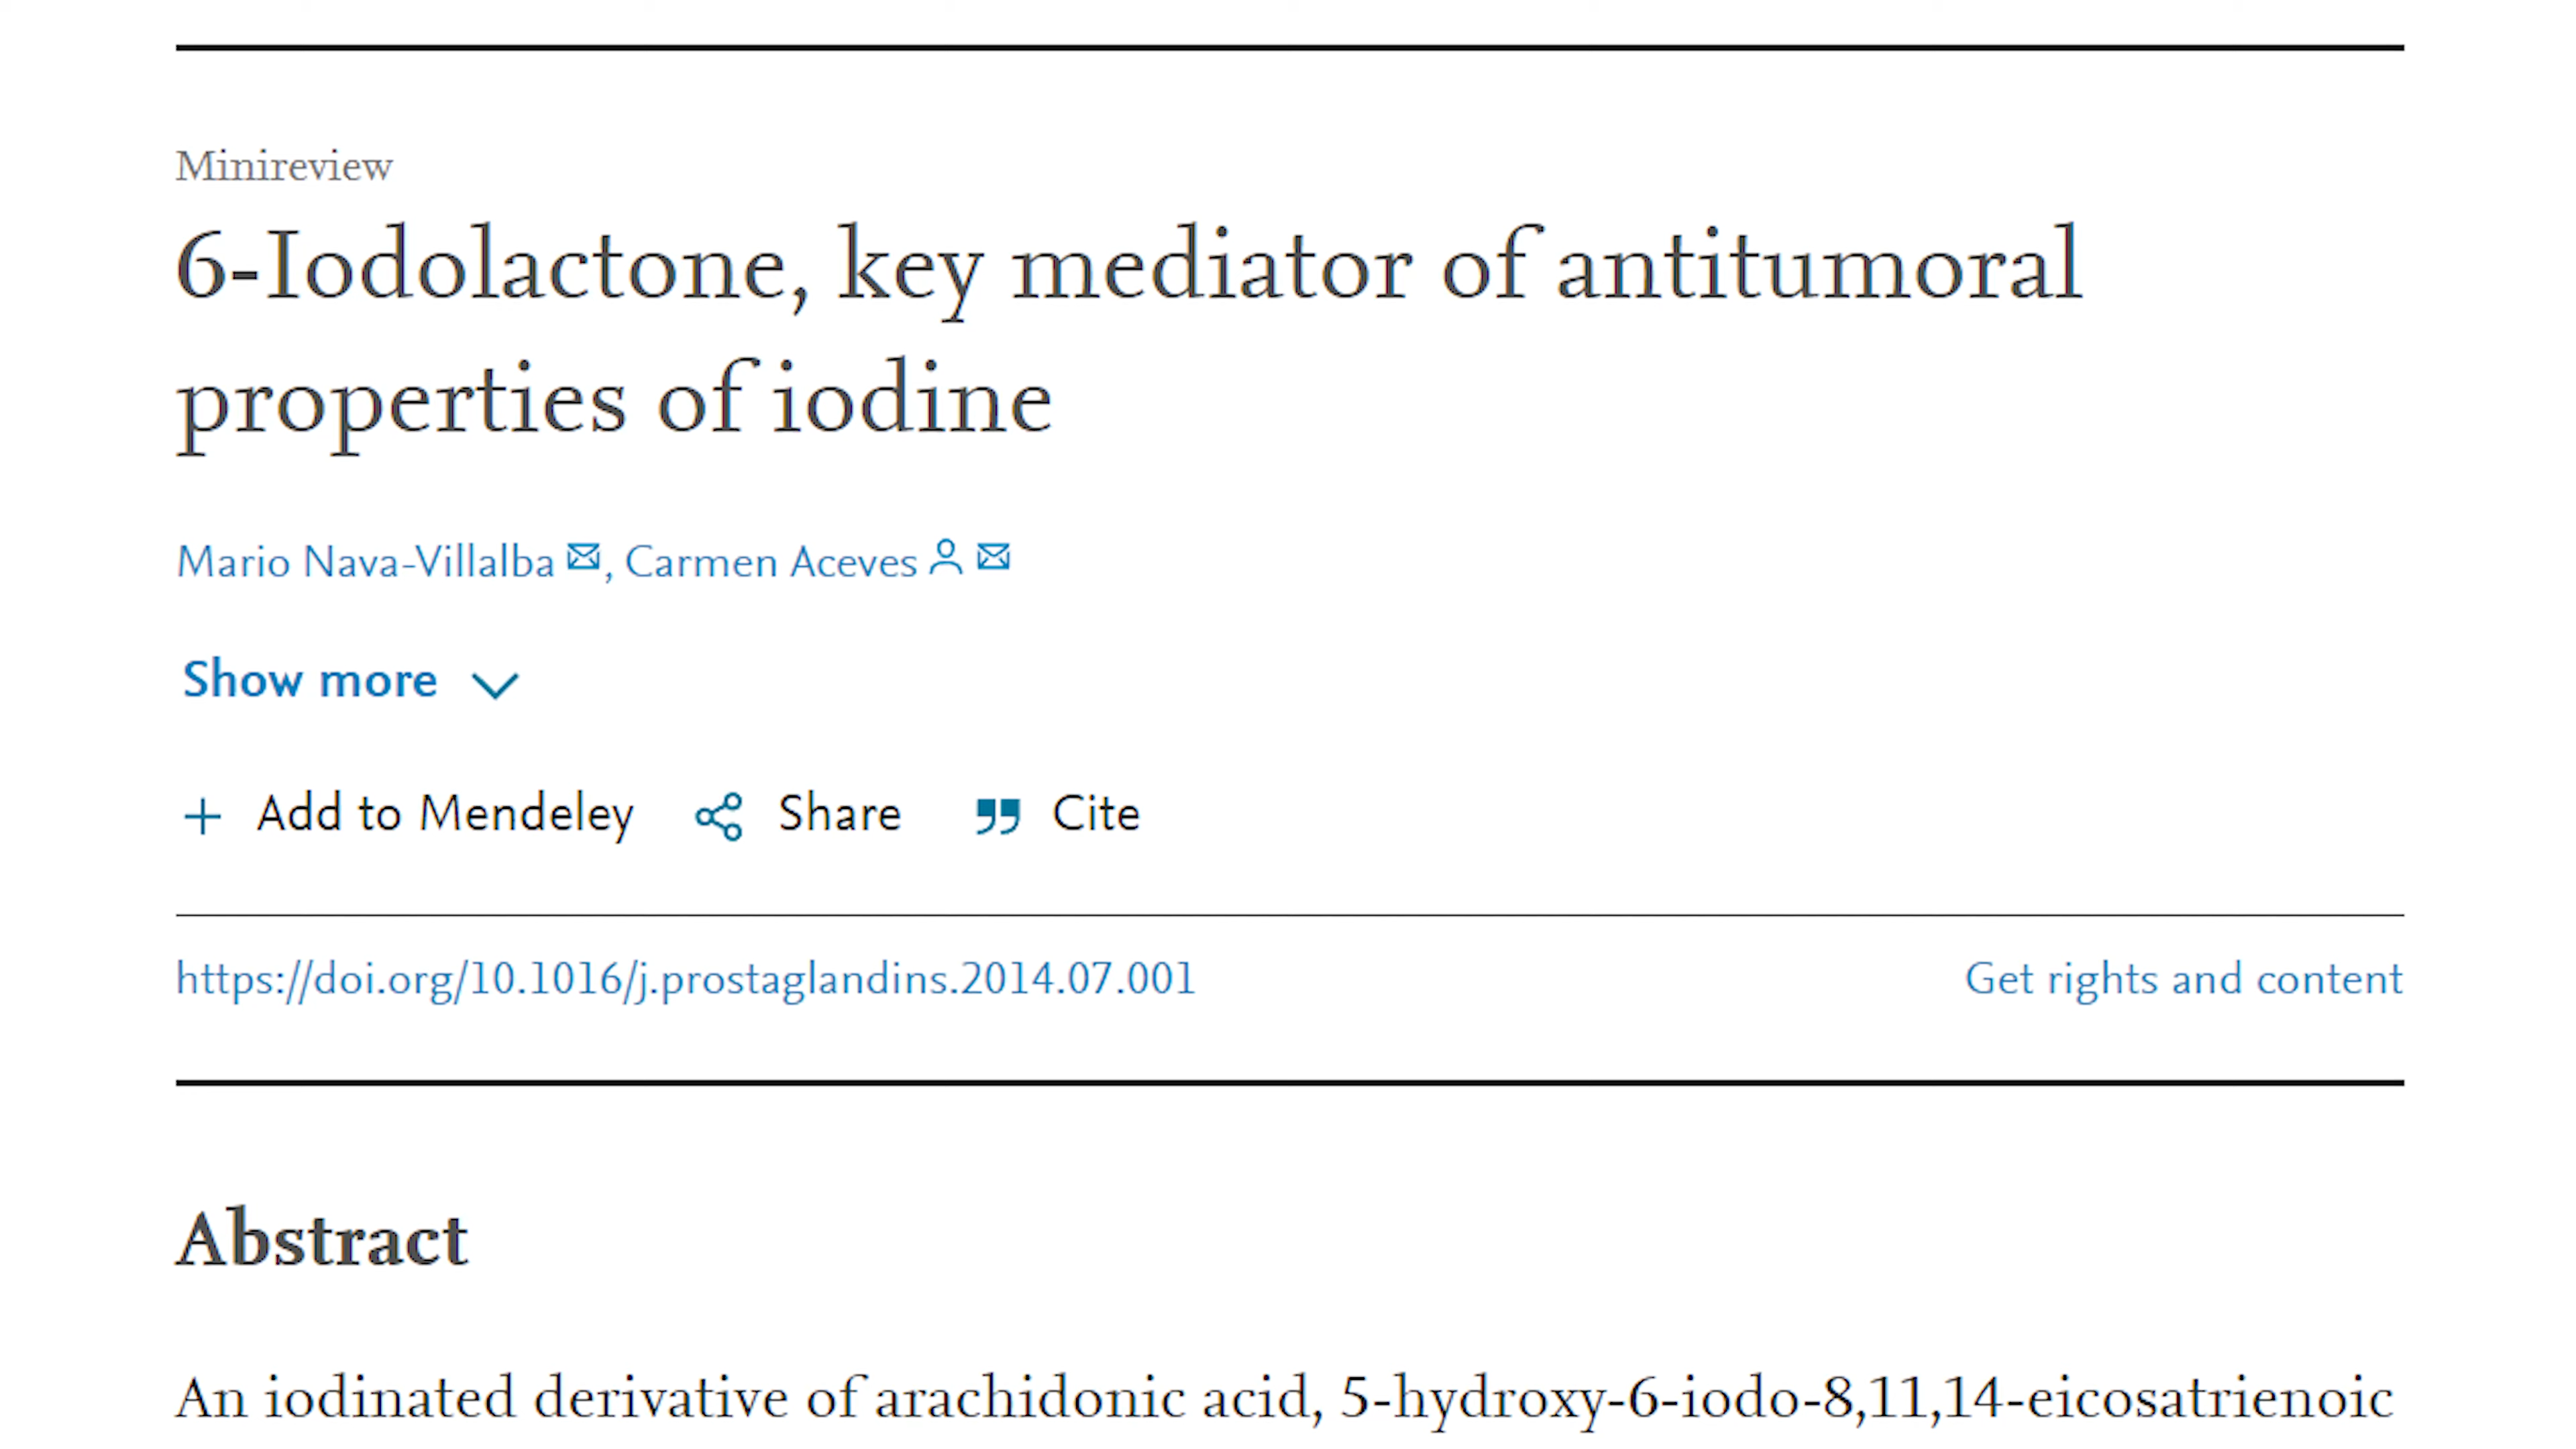 Minireview
6-Iodolactone, key mediator of antitumoral
properties of iodine
Mario Nava-Villalba, Carmen Aceves
Show more
Add to Mendeley Share Cite
https://doi.org/10.1016/j.prostaglandins.2014.07.001 Get rights and content
Abstract
An iodinated derivative of arachidonic acid, 5-hydroxy-6-iodo-8,11,14-eicosatrienoic